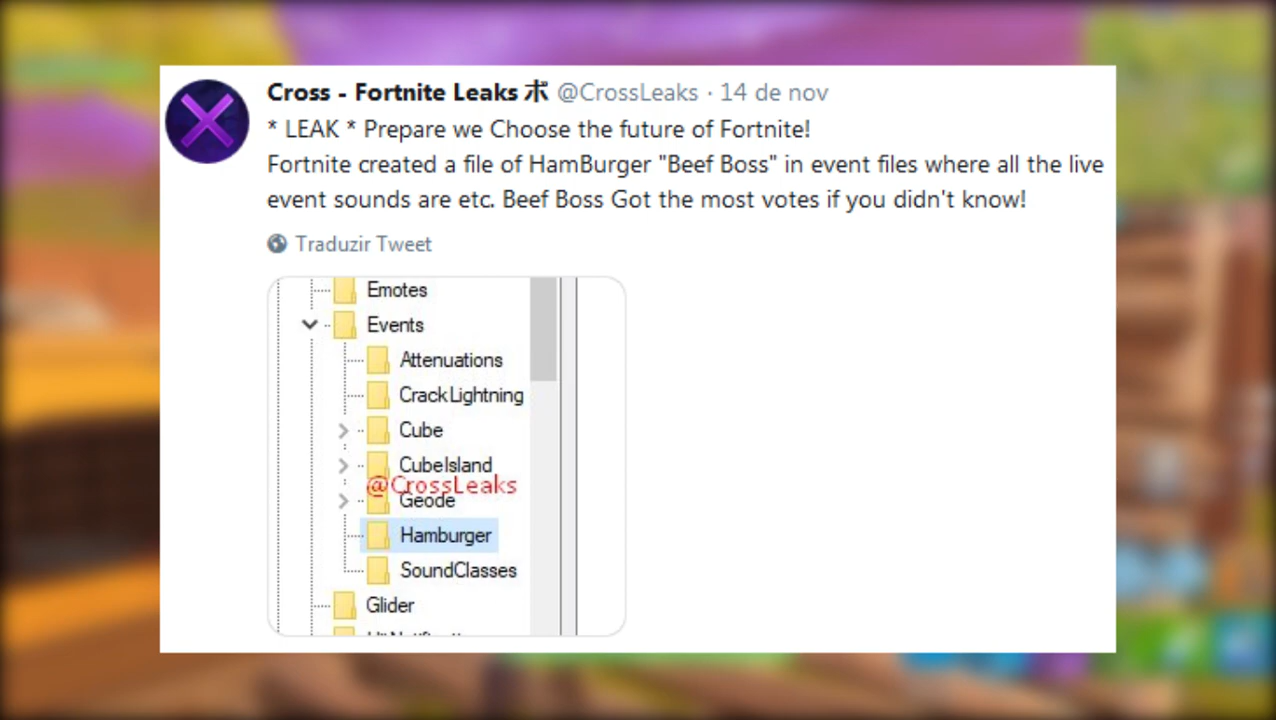 Cross - Fortnite Leaks ボ @CrossLeaks · 14 de nov
* LEAK * Prepare we Choose the future of Fortnite!
Fortnite created a file of HamBurger "Beef Boss" in event files where all the live
event sounds are etc. Beef Boss Got the most votes if you didn't know!
Traduzir Tweet
Emotes
Events
Attenuations
CrackLightning
Cube
CubeIsland
@CrossLeaks
Geode
Hamburger
SoundClasses
Glider